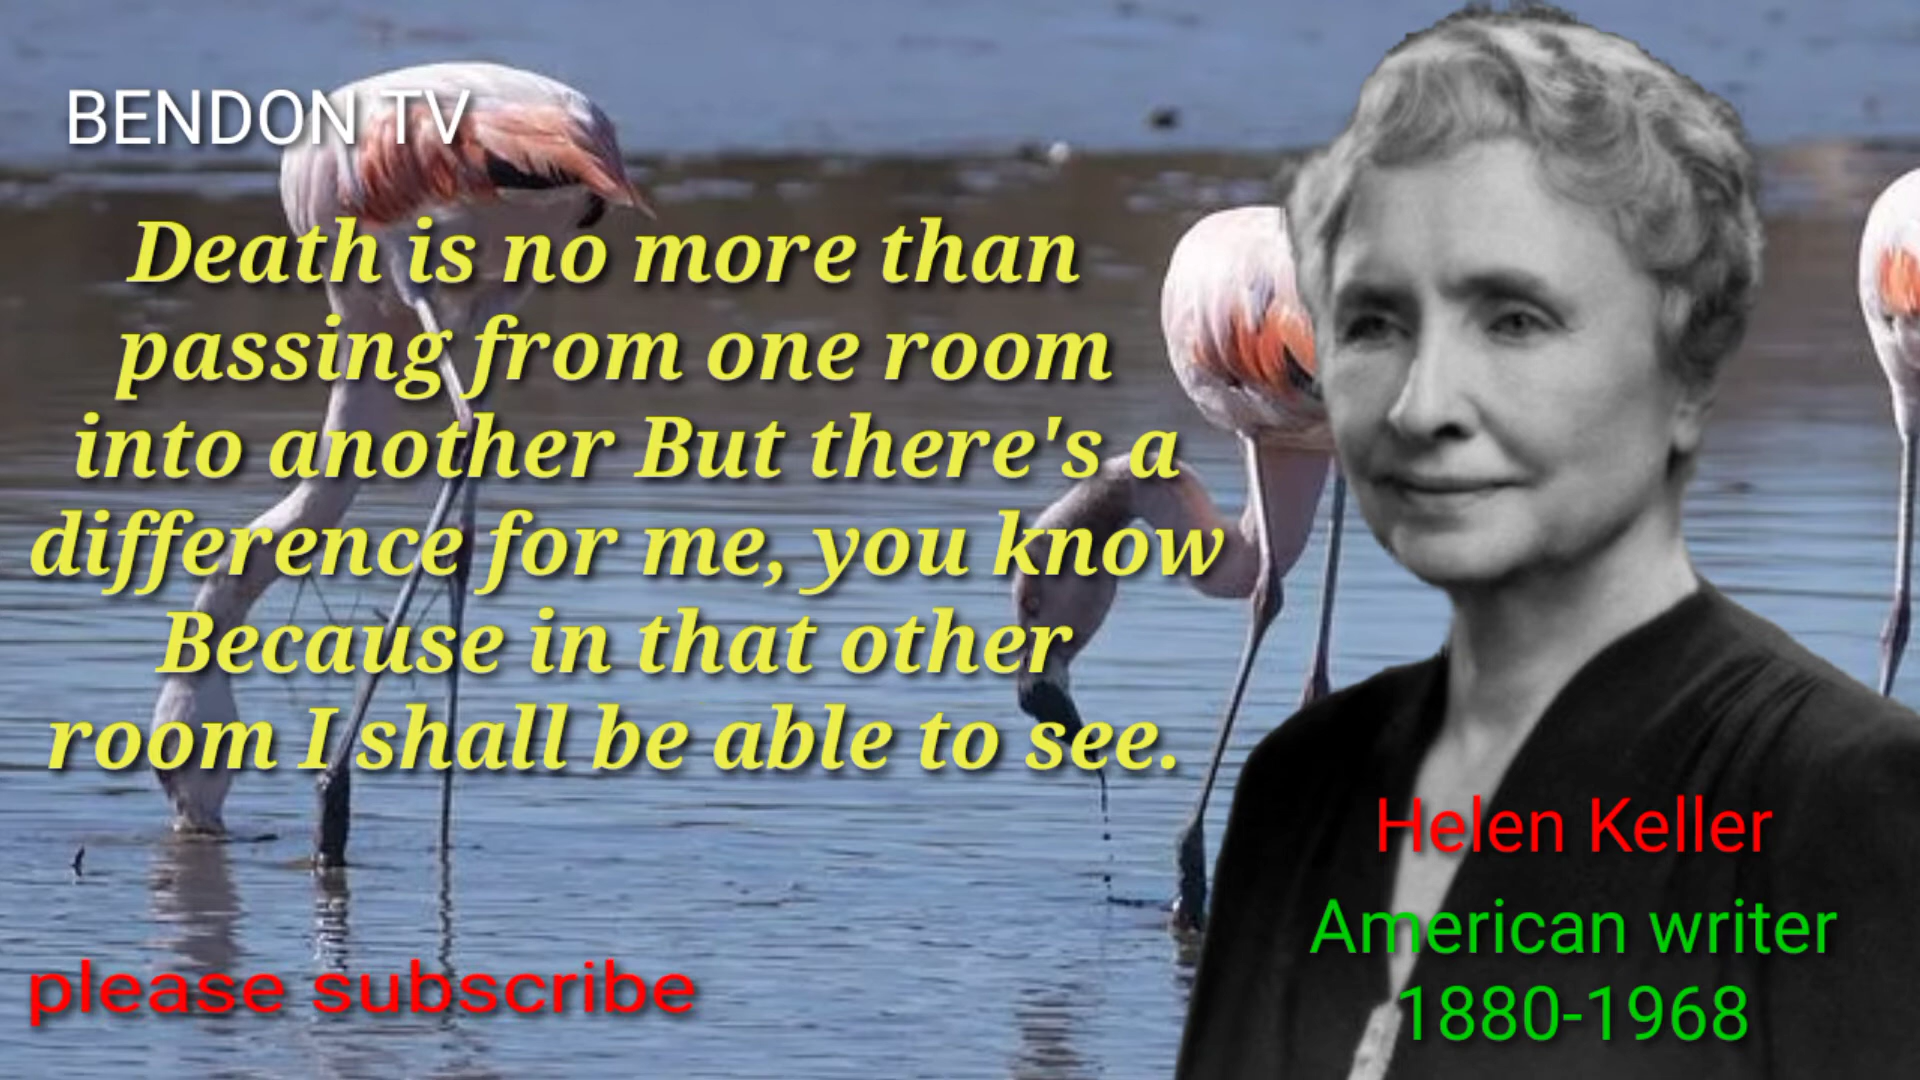 BENDON TV
Death is no more than
passing from one room
into another But there's a
difference for me, you know
Because in that other
room I shall be able to see.
Helen Keller
American writer
1880-1968
please subscribe